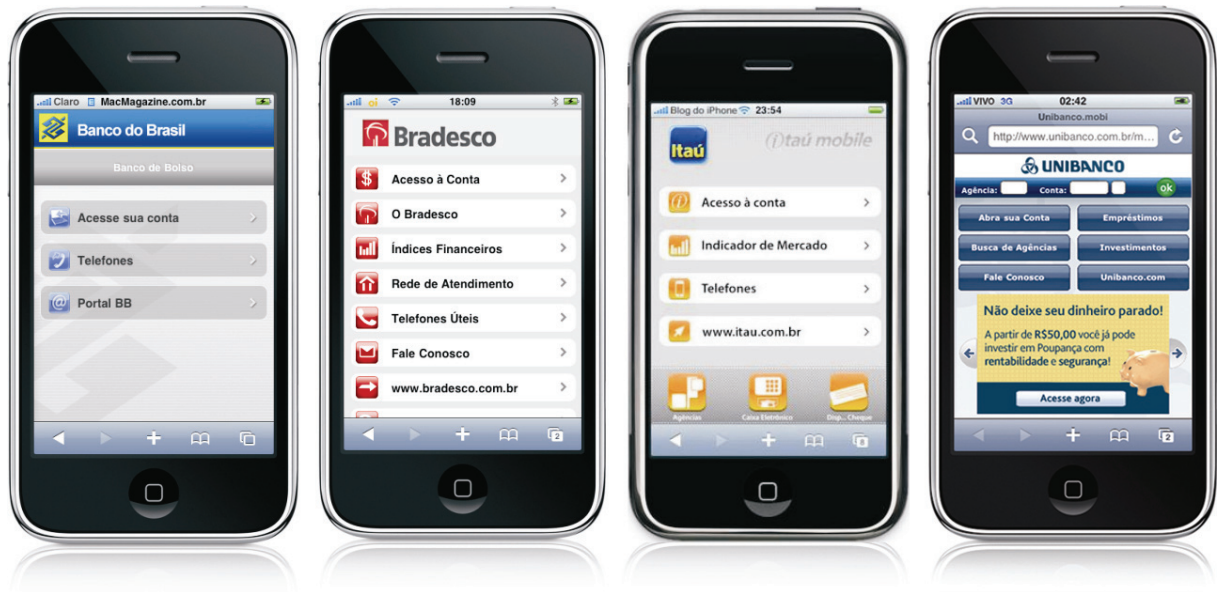 Claro MacMagazine.com.br
Banco do Brasil
Banco de Bolso
Acesse sua conta
Telefones
Portal BB
oi 18:09
Bradesco
Acesso à Conta
O Bradesco
Índices Financeiros
Rede de Atendimento
Telefones Úteis
Fale Conosco
www.bradesco.com.br
2
Blog do iPhone 23:54
Itaú
itaú mobile
Acesso à conta
Indicador de Mercado
Telefones
www.itau.com.br
Agências Caixa Eletrônico Disp... Cheque
8
VIVO 3G 02:42
Unibanco.mobi
http://www.unibanco.com.br/m...
UNIBANCO
Agência: Conta: ok
Abra sua Conta Empréstimos
Busca de Agências Investimentos
Fale Conosco Unibanco.com
Não deixe seu dinheiro parado!
A partir de R$50,00 você já pode
investir em Poupança com
rentabilidade e segurança!
Acesse agora
2